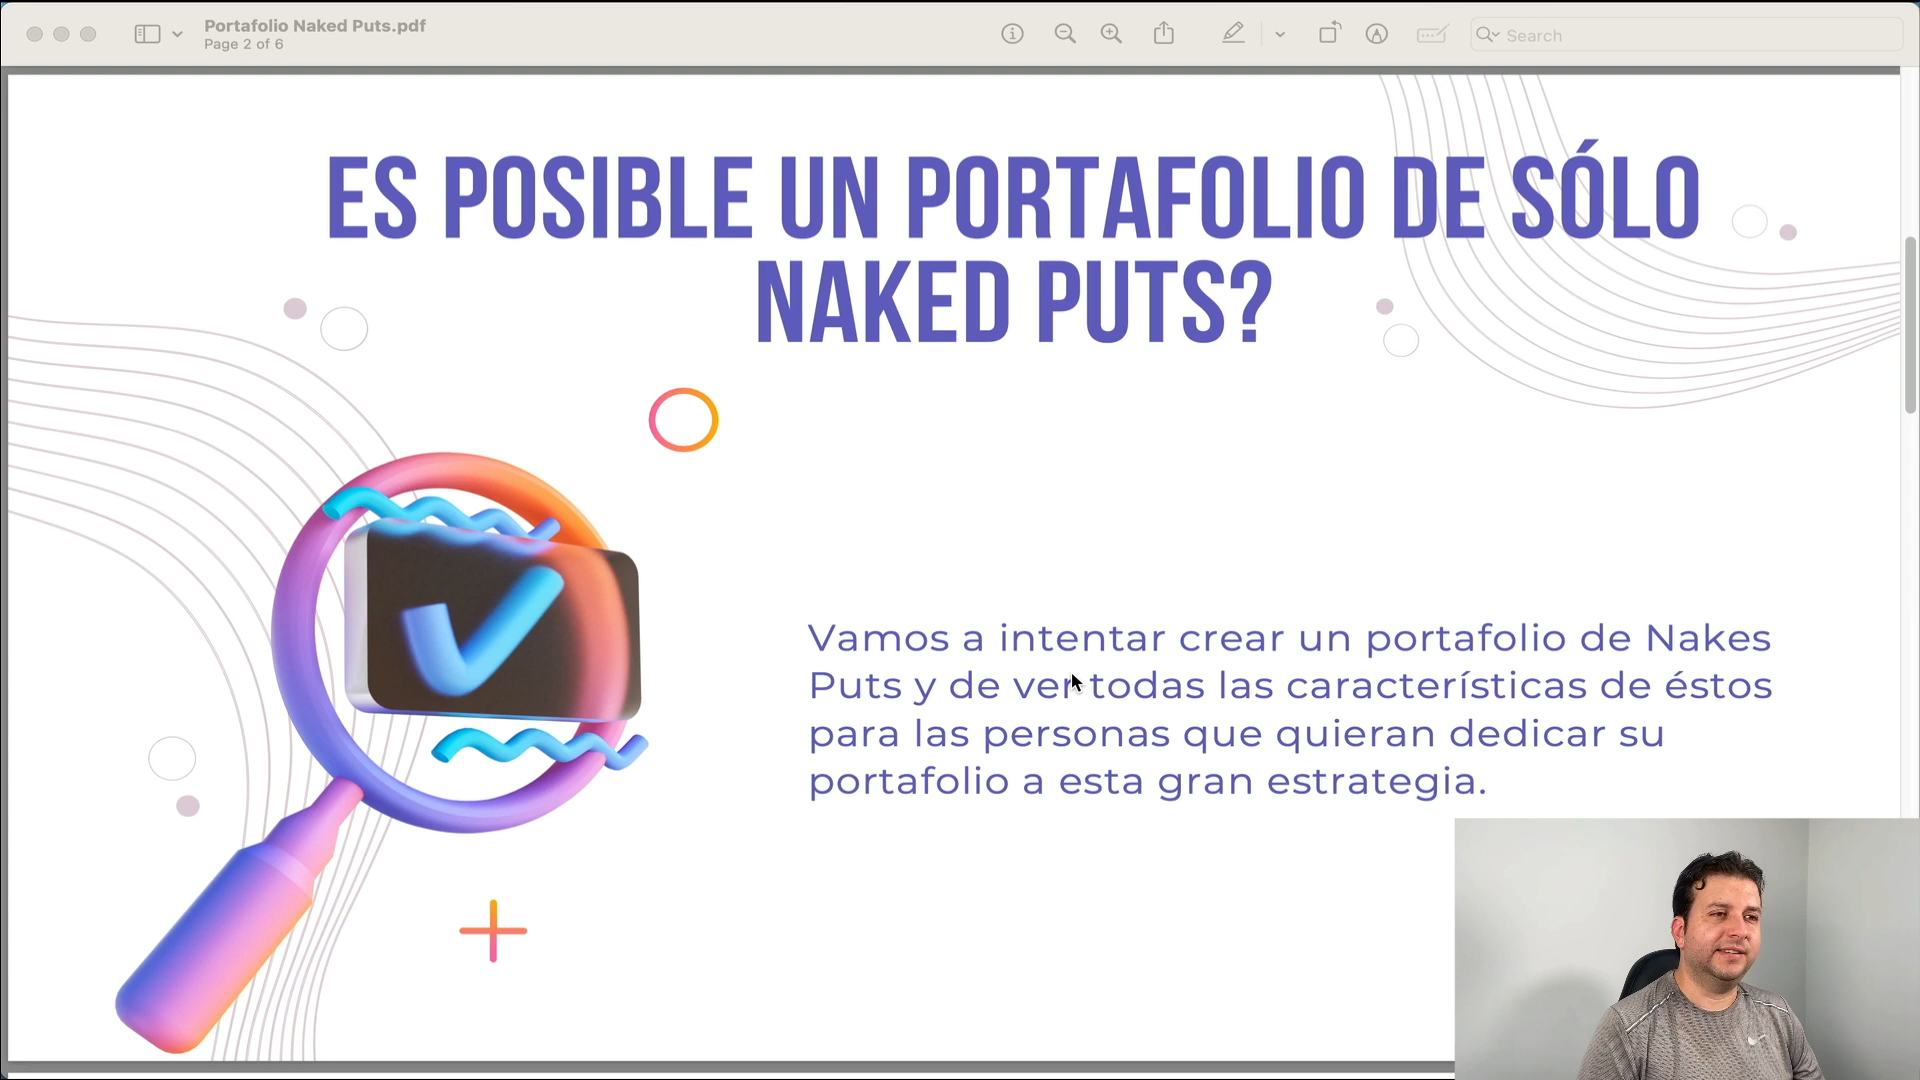 Portafolio Naked Puts.pdf
Page 2 of 6
Search
ES POSIBLE UN PORTAFOLIO DE SÓLO
NAKED PUTS?
Vamos a intentar crear un portafolio de Nakes
Puts y de ver todas las características de éstos
para las personas que quieran dedicar su
portafolio a esta gran estrategia.